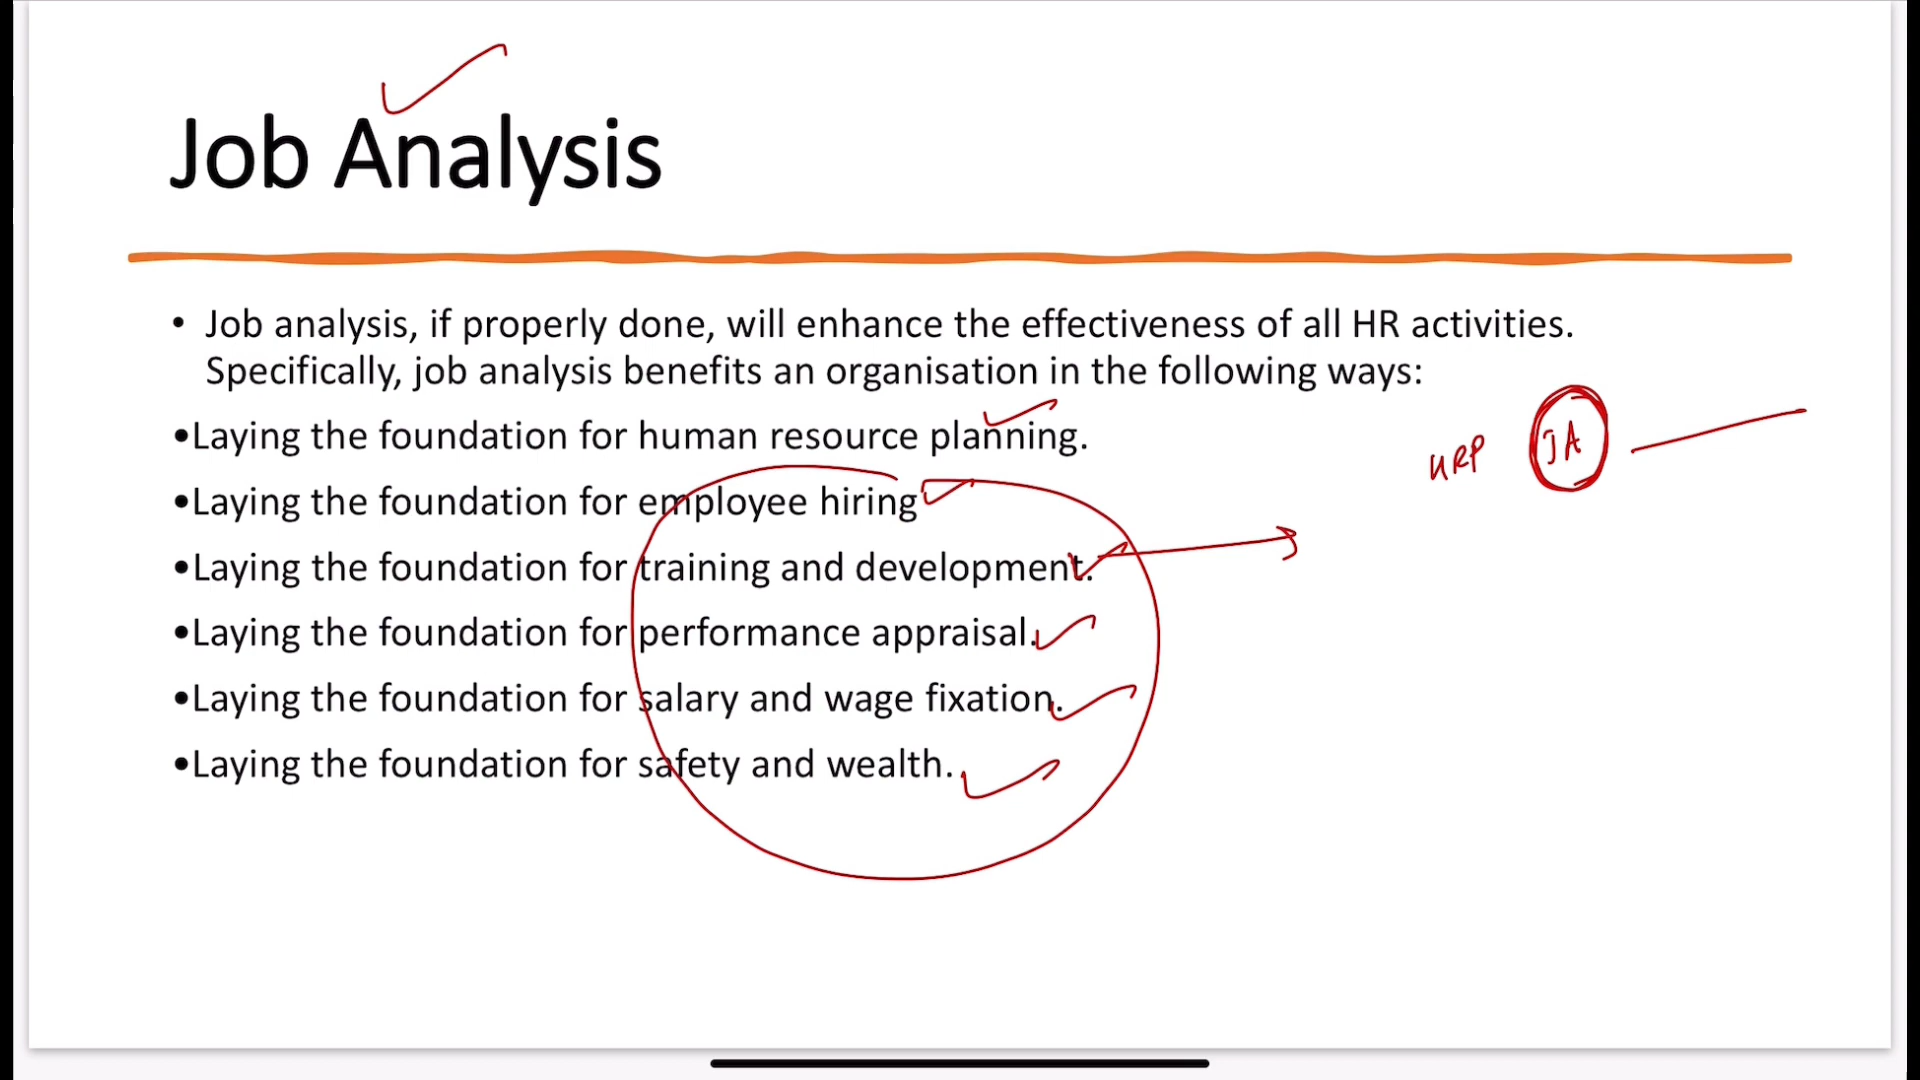 Job Analysis
• Job analysis, if properly done, will enhance the effectiveness of all HR activities.
Specifically, job analysis benefits an organisation in the following ways:
•Laying the foundation for human resource planning.
HRP JA
•Laying the foundation for employee hiring
•Laying the foundation for training and development.
•Laying the foundation for performance appraisal.
•Laying the foundation for salary and wage fixation.
•Laying the foundation for safety and wealth.